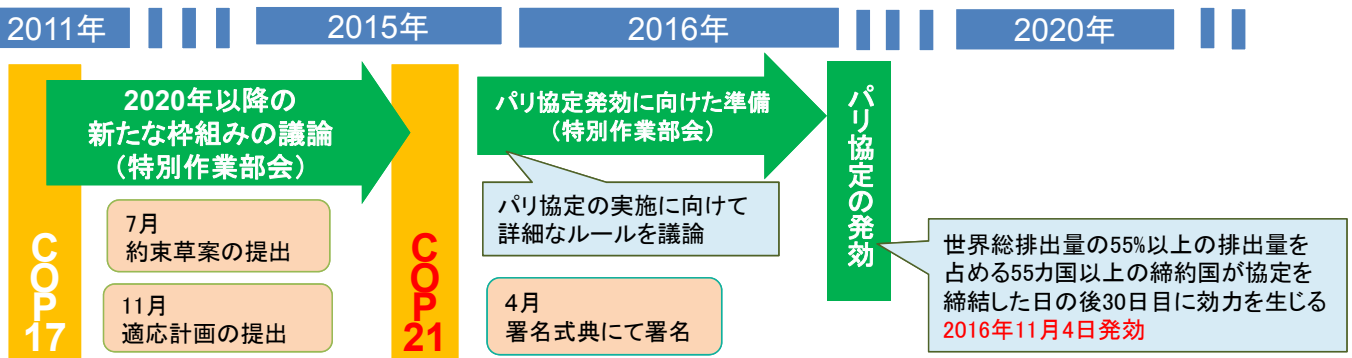 2011年
2015年
2016年
2020年
COP17
2020年以降の
新たな枠組みの議論
（特別作業部会）
7月
約束草案の提出
11月
適応計画の提出
COP21
パリ協定発効に向けた準備
（特別作業部会）
パリ協定の実施に向けて
詳細なルールを議論
4月
署名式典にて署名
パリ協定の発効
世界総排出量の55%以上の排出量を
占める55カ国以上の締約国が協定を
締結した日の後30日目に効力を生じる
2016年11月4日発効